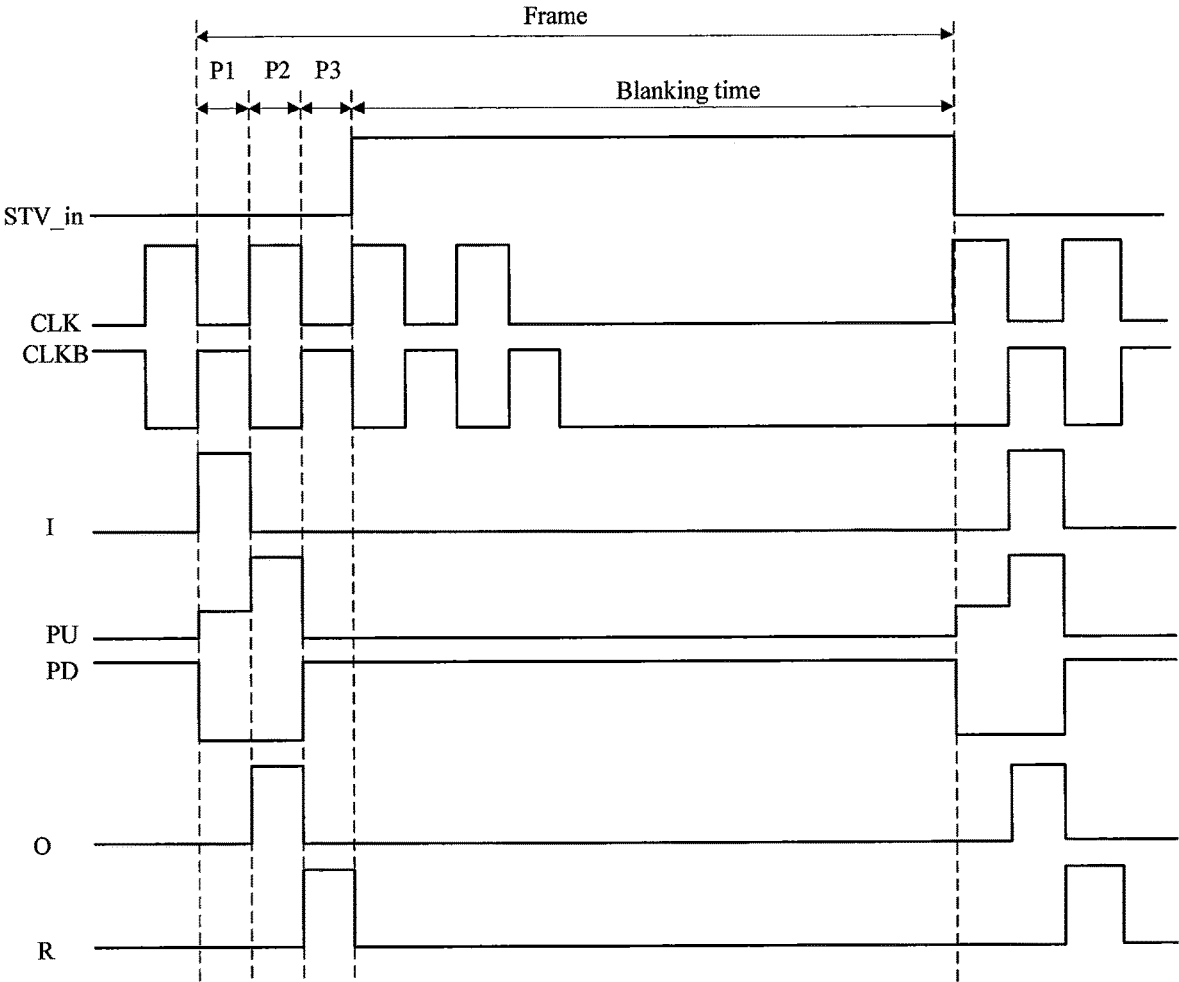 Frame
P1 P2 P3
Blanking time
STV_in
CLK
CLKB
I
PU
PD
O
R